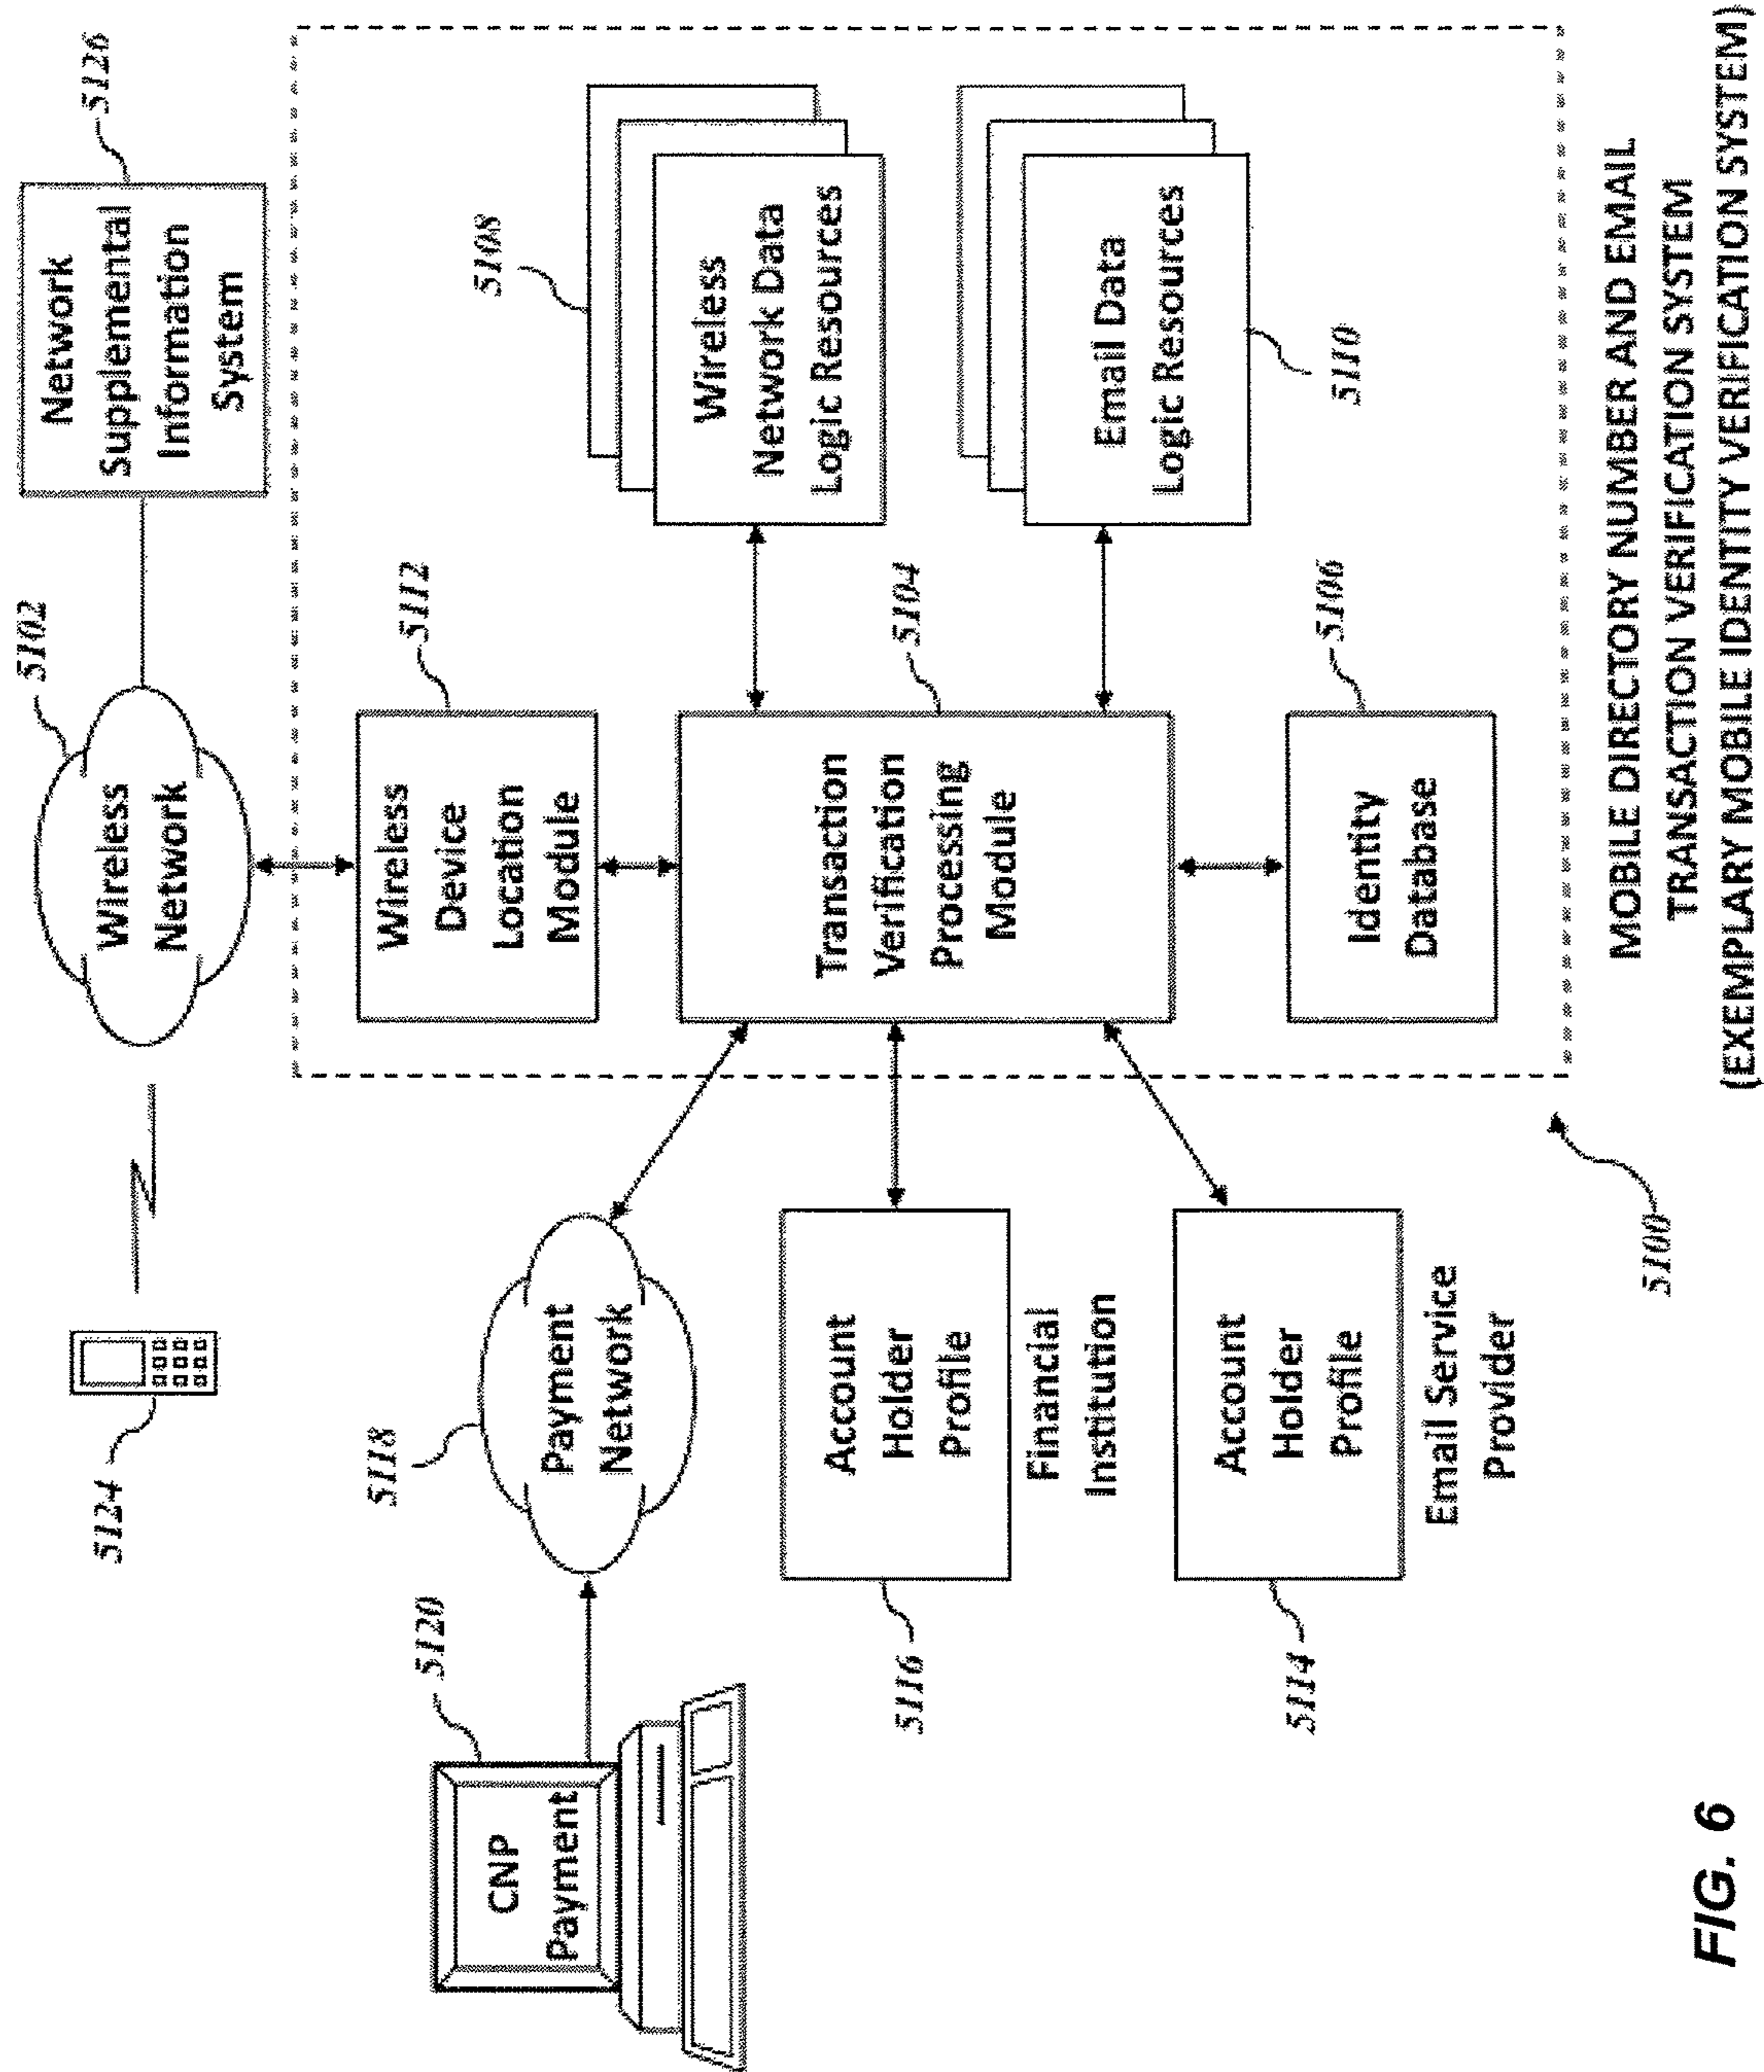 5124
5102
Wireless
Network
5126
Network
Supplemental
Information
System
5120
CNP
Payment
5118
Payment
Network
5112
Wireless
Device
Location
Module
5108
Wireless
Network Data
Logic Resources
5116
Account
Holder
Profile
Financial
Institution
5104
Transaction
Verification
Processing
Module
Email Data
Logic Resources
5110
5114
Account
Holder
Profile
Email Service
Provider
5106
Identity
Database
5100
MOBILE DIRECTORY NUMBER AND EMAIL
TRANSACTION VERIFICATION SYSTEM
(EXEMPLARY MOBILE IDENTITY VERIFICATION SYSTEM)
FIG. 6